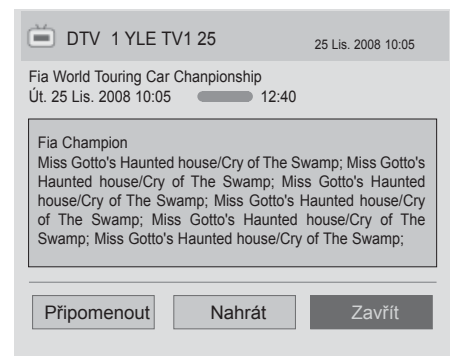 DTV 1 YLE TV1 25 25 Lis. 2008 10:05
Fia World Touring Car Chanpionship
Út. 25 Lis. 2008 10:05 12:40
Fia Champion
Miss Gotto's Haunted house/Cry of The Swamp; Miss Gotto's
Haunted house/Cry of The Swamp; Miss Gotto's Haunted
house/Cry of The Swamp; Miss Gotto's Haunted house/Cry
of The Swamp; Miss Gotto's Haunted house/Cry of The
Swamp; Miss Gotto's Haunted house/Cry of The Swamp;
Připomenout Nahrát Zavřít